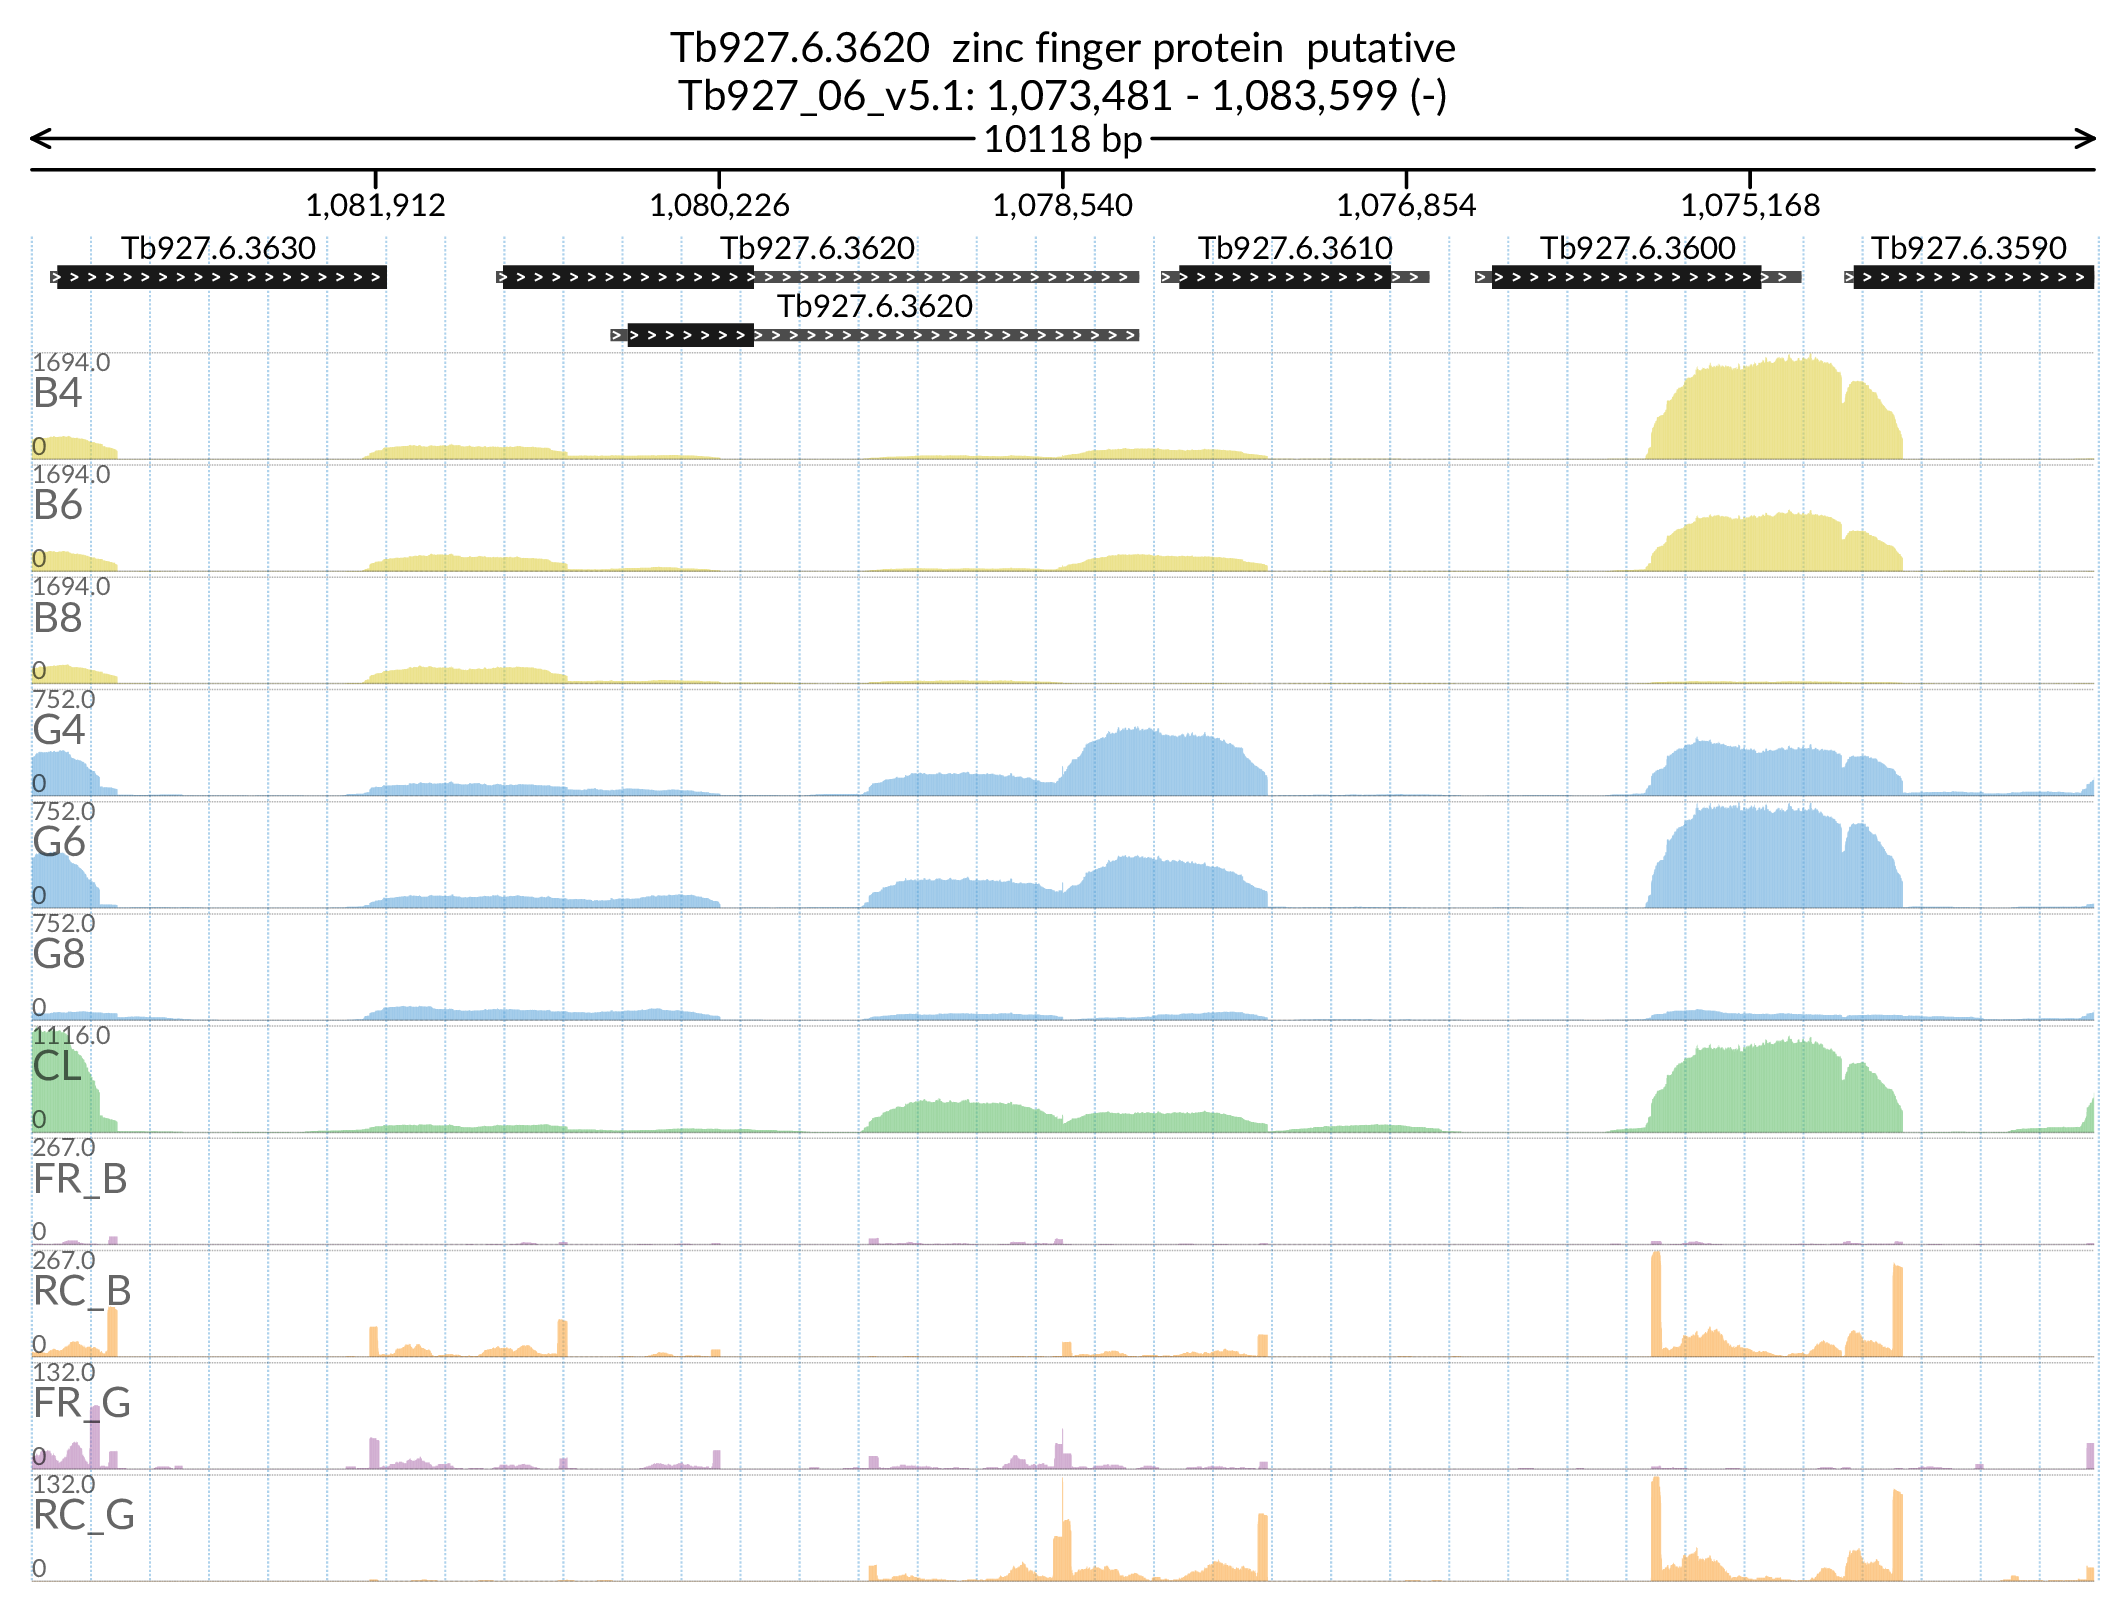 Tb927.6.3620  zinc finger protein  putative
Tb927_06_v5.1: 1,073,481 - 1,083,599 (-)
10118 bp
1,081,912 1,080,226 1,078,540 1,076,854 1,075,168
Tb927.6.3630 Tb927.6.3620 Tb927.6.3610 Tb927.6.3600 Tb927.6.3590
Tb927.6.3620
1694.0
B4
0
1694.0
B6
0
1694.0
B8
0
752.0
G4
0
752.0
G6
0
752.0
G8
0
1116.0
CL
0
267.0
FR_B
0
267.0
RC_B
0
132.0
FR_G
0
132.0
RC_G
0